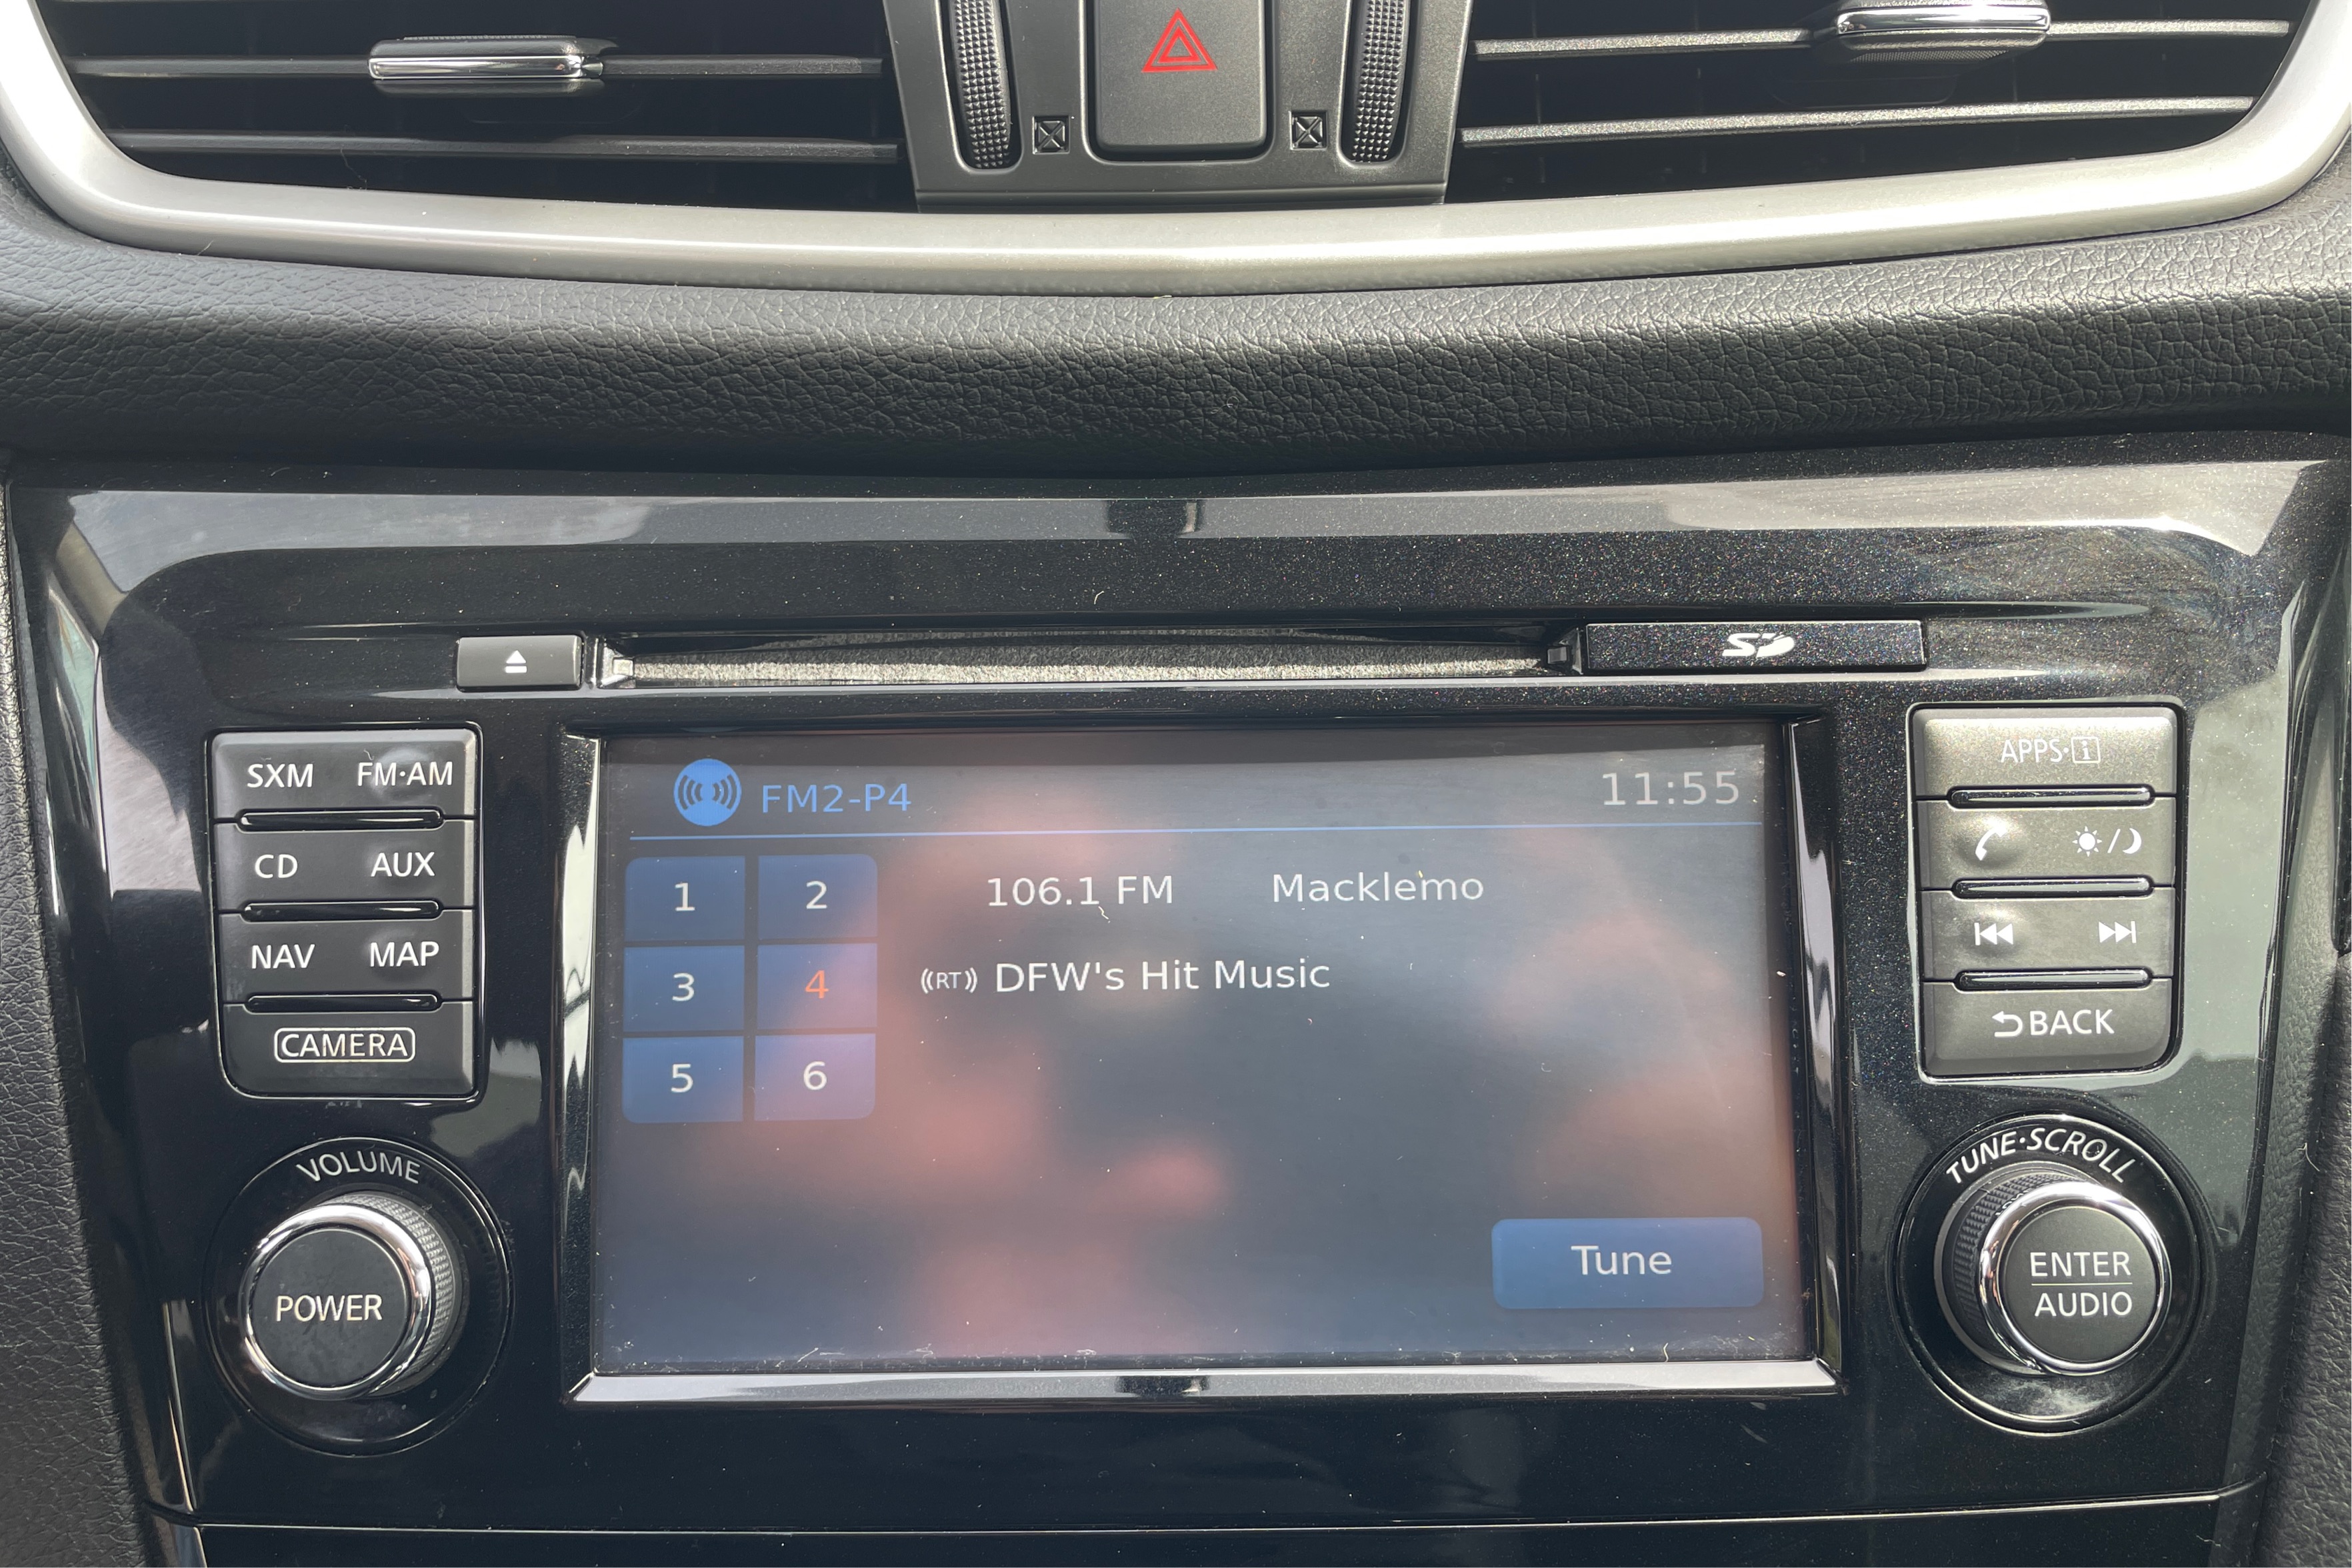 SD
SXM FM·AM
CD AUX
NAV MAP
CAMERA
VOLUME
POWER
FM2-P4 11:55
1 2
3 4
5 6
106.1 FM Macklemo
((RT)) DFW's Hit Music
Tune
APPS·i
BACK
TUNE·SCROLL
ENTER
AUDIO